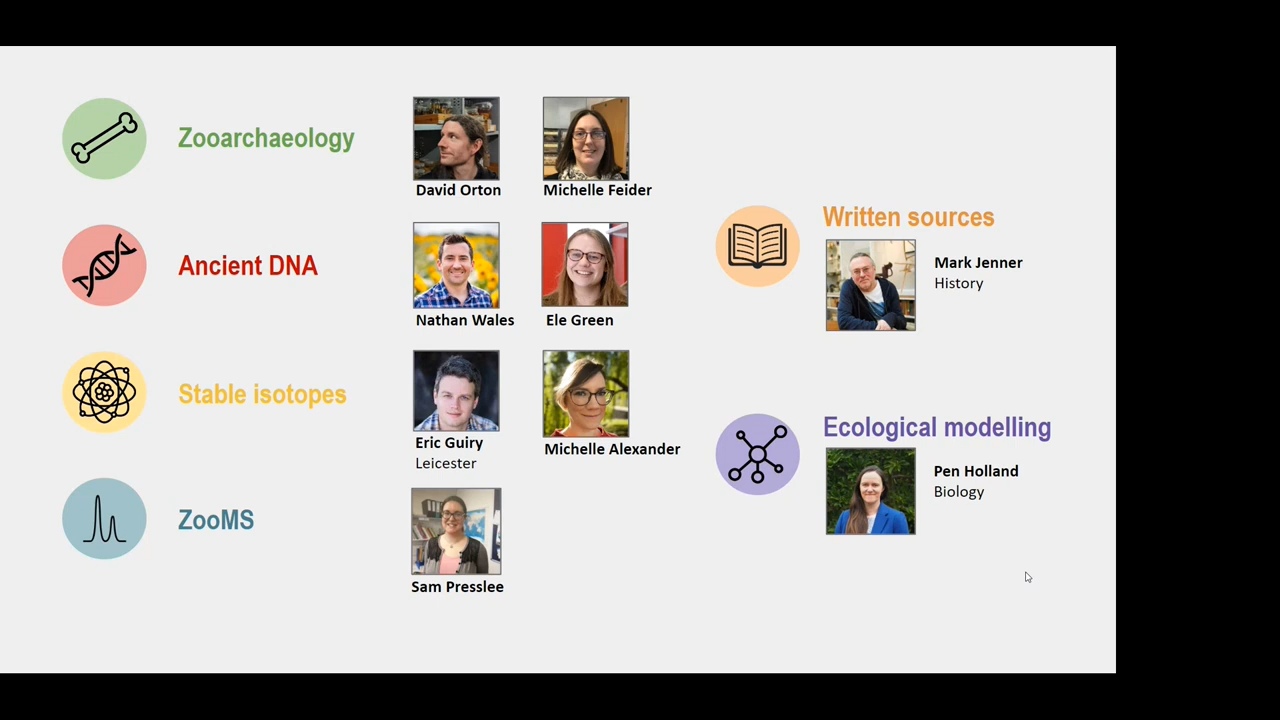 Zooarchaeology
David Orton
Michelle Feider
Ancient DNA
Nathan Wales
Ele Green
Stable isotopes
Eric Guiry
Leicester
Michelle Alexander
ZooMS
Sam Presslee
Written sources
Mark Jenner
History
Ecological modelling
Pen Holland
Biology